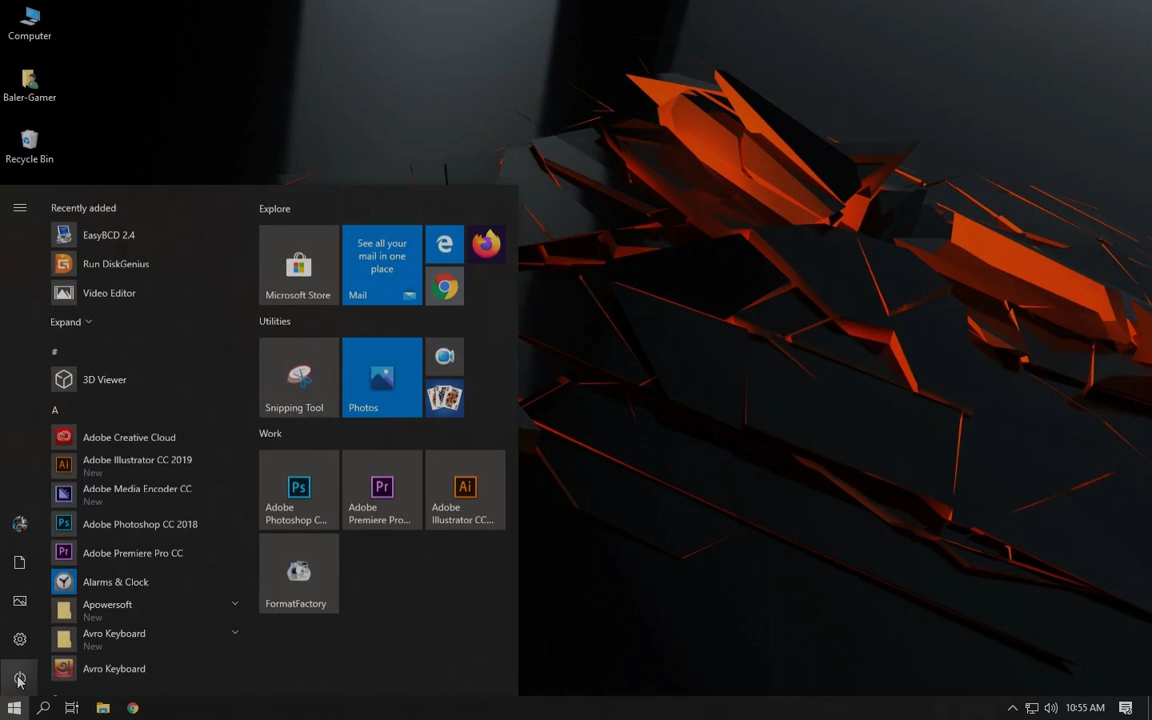 Computer
Baler-Gamer
Recycle Bin
Recently added
EasyBCD 2.4
Run DiskGenius
Video Editor
Expand
#
3D Viewer
A
Adobe Creative Cloud
Adobe Illustrator CC 2019
New
Adobe Media Encoder CC
New
Adobe Photoshop CC 2018
Adobe Premiere Pro CC
Alarms & Clock
Apowersoft
New
Avro Keyboard
New
Avro Keyboard
Explore
Microsoft Store
See all your
mail in one
place
Mail
Utilities
Snipping Tool
Photos
Work
Ps
Adobe
Photoshop C...
Pr
Adobe
Premiere Pro...
Ai
Adobe
Illustrator CC...
FormatFactory
10:55 AM